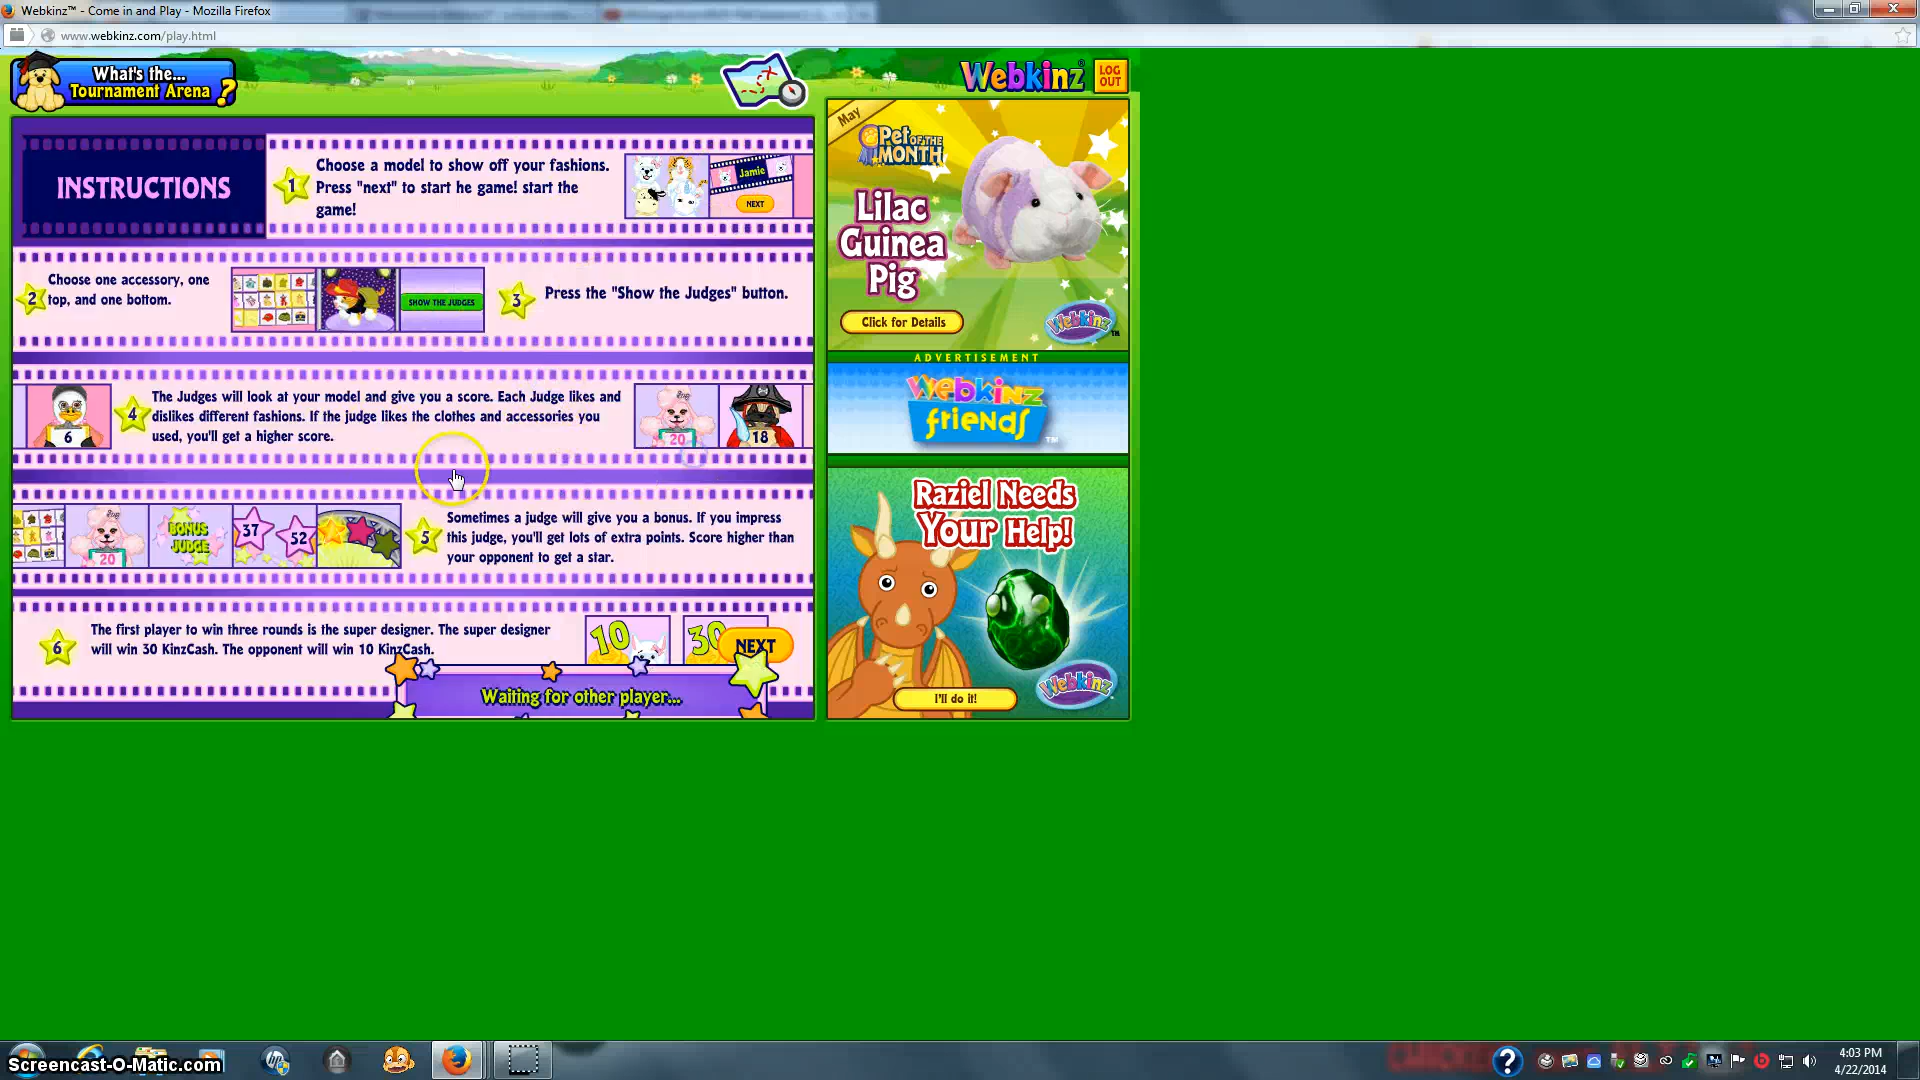 Webkinz™ - Come in and Play - Mozilla Firefox
www.webkinz.com/play.html
What's the...
Tournament Arena ?
Webkinz
LOG
OUT
INSTRUCTIONS
1
Choose a model to show off your fashions.
Press "next" to start he game! start the
game!
Jamie
NEXT
2
Choose one accessory, one
top, and one bottom.
SHOW THE JUDGES
3
Press the "Show the Judges" button.
6
4
The Judges will look at your model and give you a score. Each Judge likes and
dislikes different fashions. If the judge likes the clothes and accessories you
used, you'll get a higher score.
20
18
20
BONUS
JUDGE
37
52
5
Sometimes a judge will give you a bonus. If you impress
this judge, you'll get lots of extra points. Score higher than
your opponent to get a star.
6
The first player to win three rounds is the super designer. The super designer
will win 30 KinzCash. The opponent will win 10 KinzCash.
10
30
NEXT
Waiting for other player...
May
Pet OF THE
MONTH
Lilac
Guinea
Pig
Click for Details
Webkinz™
ADVERTISEMENT
Webkinz
friends™
Raziel Needs
Your Help!
I'll do it!
Webkinz
Screencast-O-Matic.com
4:03 PM
4/22/2014